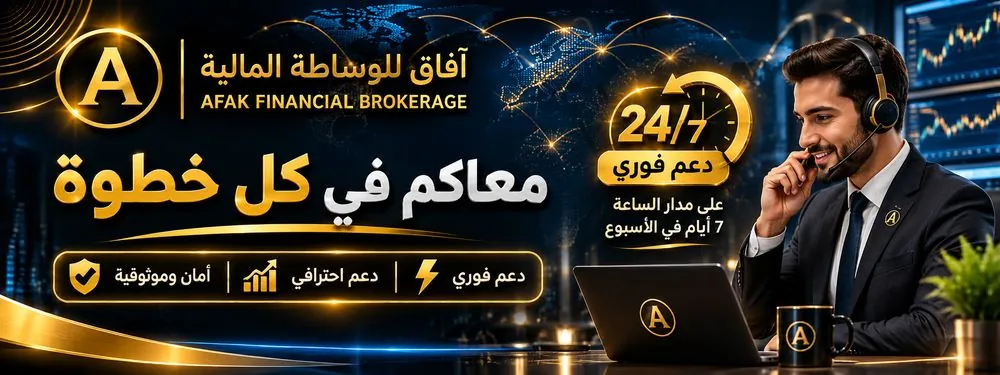 A
آفاق للوساطة المالية
AFAK FINANCIAL BROKERAGE
معاكم في كل خطوة
دعم فوري
دعم احترافي
أمان وموثوقية
24/7
دعم فوري
على مدار الساعة
7 أيام في الأسبوع
A
A
A